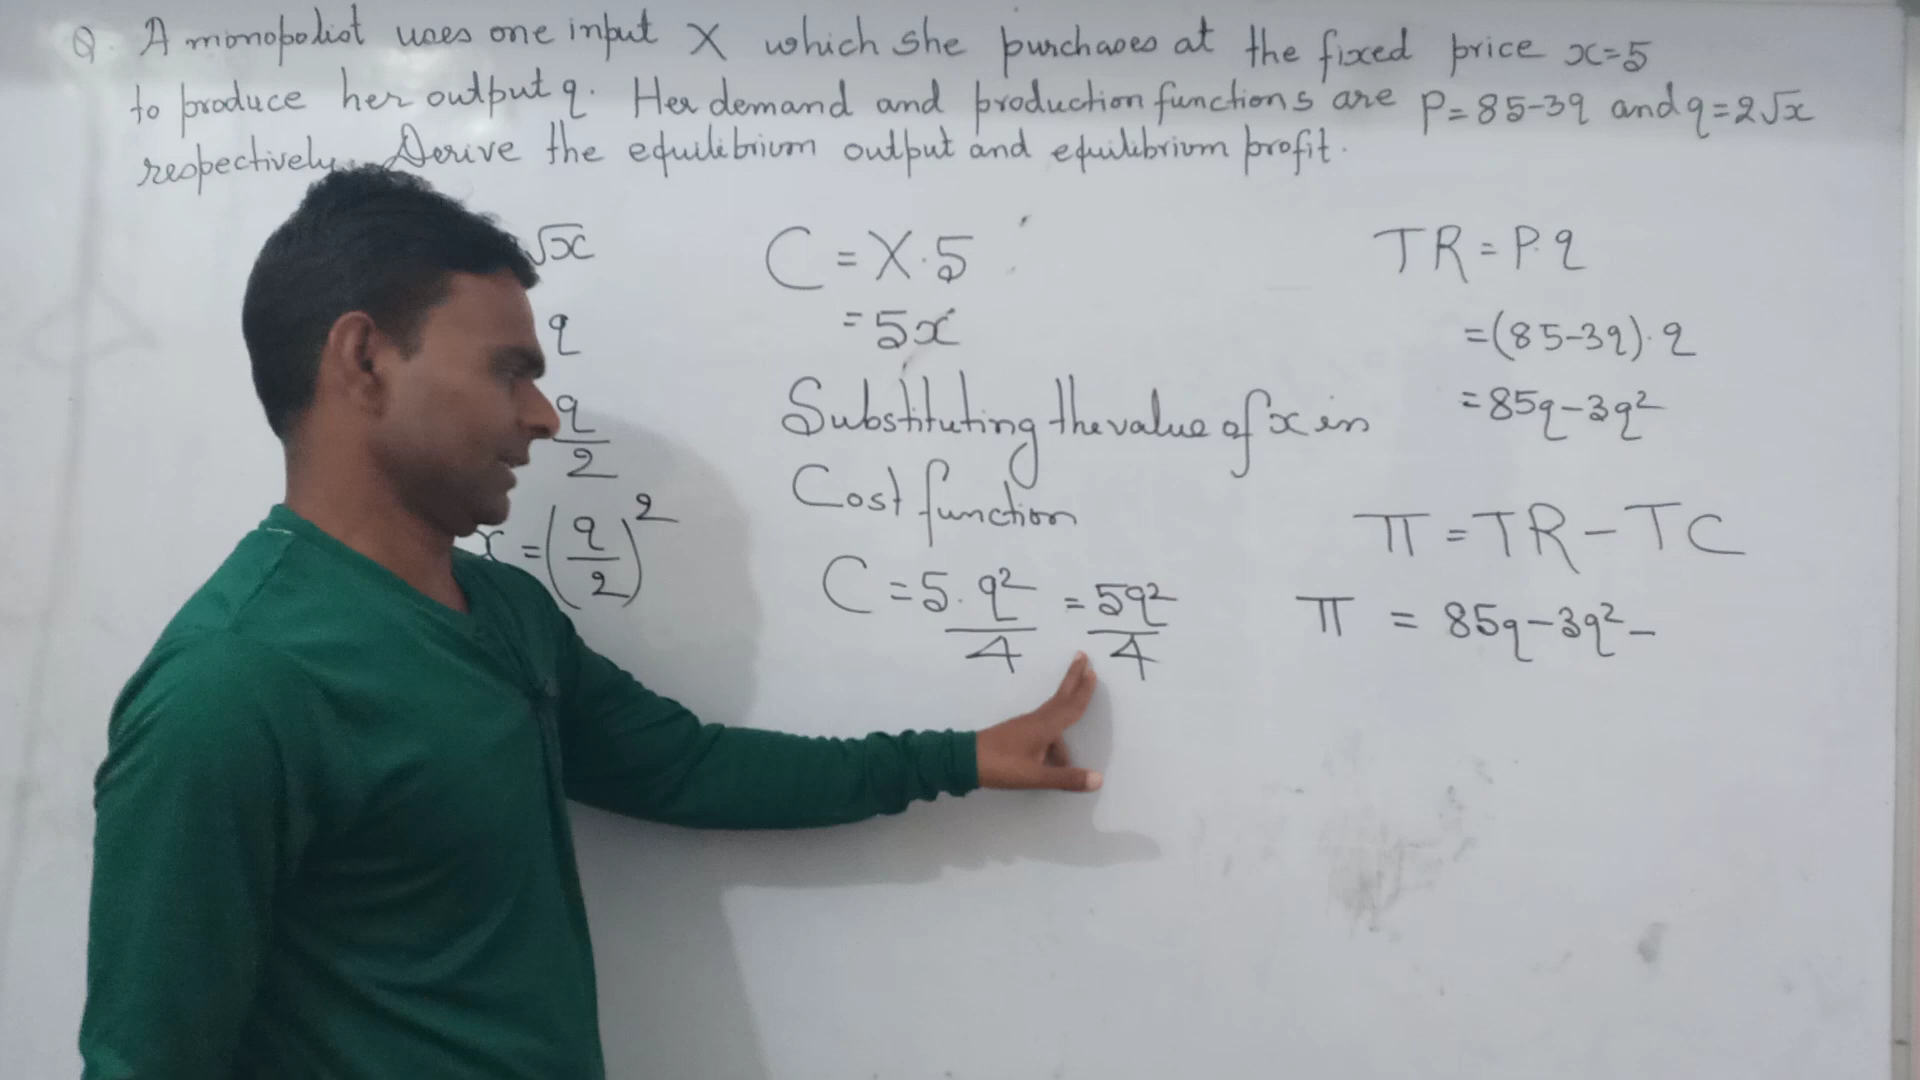 Q. A monopolist uses one input X which she purchases at the fixed price x=5
to produce her output q. Her demand and production functions are P=85-3q and q=2√x
respectively. Derive the equilibrium output and equilibrium profit.
√x
q
q/2
x=(q/2)²
C=X.5
=5x
Substituting the value of x in
Cost function
C=5.q²/4=5q²/4
TR=P.q
=(85-3q).q
=85q-3q²
π=TR-TC
π=85q-3q²-